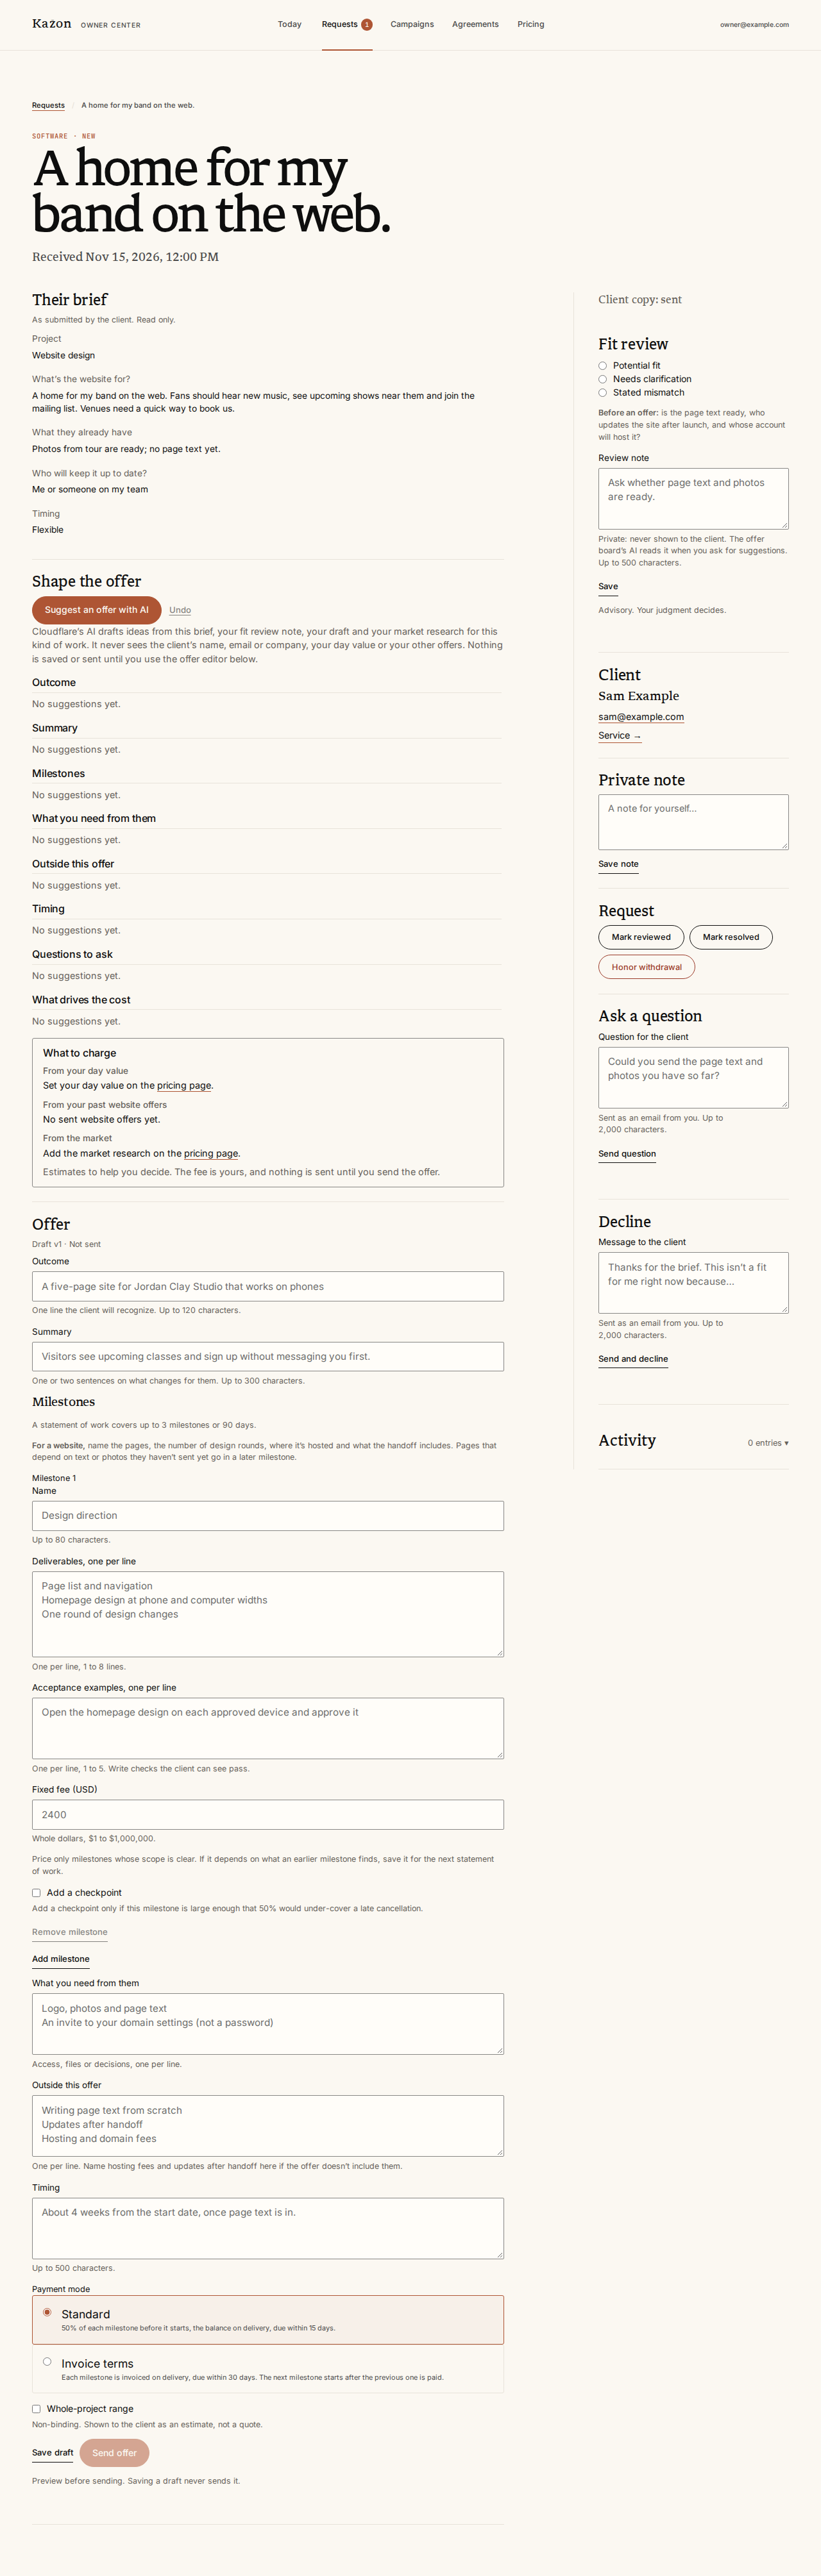 Kazon OWNER CENTER
Today Requests 1 Campaigns Agreements Pricing
owner@example.com
Requests / A home for my band on the web.
SOFTWARE · NEW
A home for my
band on the web.
Received Nov 15, 2026, 12:00 PM
Their brief
As submitted by the client. Read only.
Project
Website design
What's the website for?
A home for my band on the web. Fans should hear new music, see upcoming shows near them and join the
mailing list. Venues need a quick way to book us.
What they already have
Photos from tour are ready; no page text yet.
Who will keep it up to date?
Me or someone on my team
Timing
Flexible
Shape the offer
Suggest an offer with AI Undo
Cloudflare's AI drafts ideas from this brief, your fit review note, your draft and your market research for this
kind of work. It never sees the client's name, email or company, your day value or your other offers. Nothing
is saved or sent until you use the offer editor below.
Outcome
No suggestions yet.
Summary
No suggestions yet.
Milestones
No suggestions yet.
What you need from them
No suggestions yet.
Outside this offer
No suggestions yet.
Timing
No suggestions yet.
Questions to ask
No suggestions yet.
What drives the cost
No suggestions yet.
What to charge
From your day value
Set your day value on the pricing page.
From your past website offers
No sent website offers yet.
From the market
Add the market research on the pricing page.
Estimates to help you decide. The fee is yours, and nothing is sent until you send the offer.
Offer
Draft v1 · Not sent
Outcome
A five-page site for Jordan Clay Studio that works on phones
One line the client will recognize. Up to 120 characters.
Summary
Visitors see upcoming classes and sign up without messaging you first.
One or two sentences on what changes for them. Up to 300 characters.
Milestones
A statement of work covers up to 3 milestones or 90 days.
For a website, name the pages, the number of design rounds, where it's hosted and what the handoff includes. Pages that
depend on text or photos they haven't sent yet go in a later milestone.
Milestone 1
Name
Design direction
Up to 80 characters.
Deliverables, one per line
Page list and navigation
Homepage design at phone and computer widths
One round of design changes
One per line, 1 to 8 lines.
Acceptance examples, one per line
Open the homepage design on each approved device and approve it
One per line, 1 to 5. Write checks the client can see pass.
Fixed fee (USD)
2400
Whole dollars, $1 to $1,000,000.
Price only milestones whose scope is clear. If it depends on what an earlier milestone finds, save it for the next statement
of work.
Add a checkpoint
Add a checkpoint only if this milestone is large enough that 50% would under-cover a late cancellation.
Remove milestone
Add milestone
What you need from them
Logo, photos and page text
An invite to your domain settings (not a password)
Access, files or decisions, one per line.
Outside this offer
Writing page text from scratch
Updates after handoff
Hosting and domain fees
One per line. Name hosting fees and updates after handoff here if the offer doesn't include them.
Timing
About 4 weeks from the start date, once page text is in.
Up to 500 characters.
Payment mode
Standard
50% of each milestone before it starts, the balance on delivery, due within 15 days.
Invoice terms
Each milestone is invoiced on delivery, due within 30 days. The next milestone starts after the previous one is paid.
Whole-project range
Non-binding. Shown to the client as an estimate, not a quote.
Save draft Send offer
Preview before sending. Saving a draft never sends it.
Client copy: sent
Fit review
Potential fit
Needs clarification
Stated mismatch
Before an offer: is the page text ready, who
updates the site after launch, and whose account
will host it?
Review note
Ask whether page text and photos
are ready.
Private: never shown to the client. The offer
board's AI reads it when you ask for suggestions.
Up to 500 characters.
Save
Advisory. Your judgment decides.
Client
Sam Example
sam@example.com
Service →
Private note
A note for yourself…
Save note
Request
Mark reviewed Mark resolved
Honor withdrawal
Ask a question
Question for the client
Could you send the page text and
photos you have so far?
Sent as an email from you. Up to
2,000 characters.
Send question
Decline
Message to the client
Thanks for the brief. This isn't a fit
for me right now because…
Sent as an email from you. Up to
2,000 characters.
Send and decline
Activity 0 entries ▾